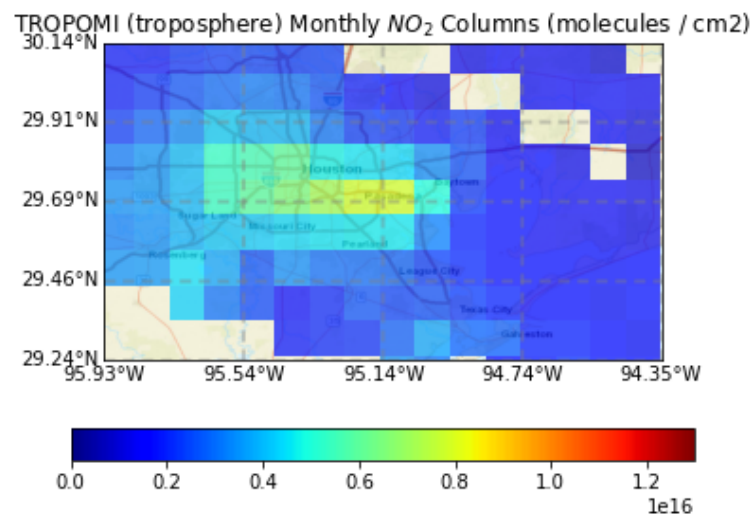 TROPOMI (troposphere) Monthly NO₂ Columns (molecules / cm2)
30.14°N
29.91°N
Houston
Baytown
29.69°N
Sugar Land
Missouri City
Pearland
Rosenberg
29.46°N
League City
Texas City
Galveston
29.24°N
95.93°W 95.54°W 95.14°W 94.74°W 94.35°W
0.0 0.2 0.4 0.6 0.8 1.0 1.2
1e16